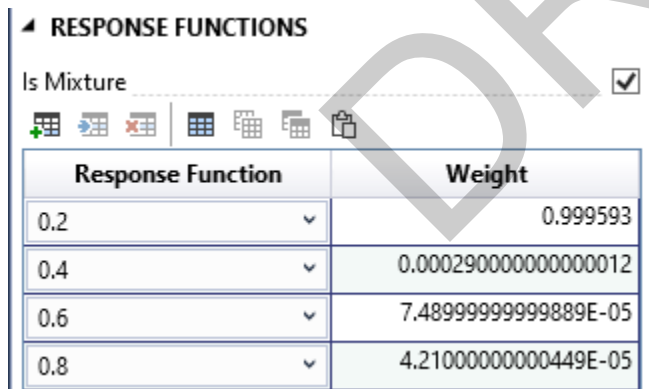 RESPONSE FUNCTIONS
Is Mixture
Response Function Weight
0.2 0.999593
0.4 0.000290000000000012
0.6 7.48999999999889E-05
0.8 4.21000000000449E-05